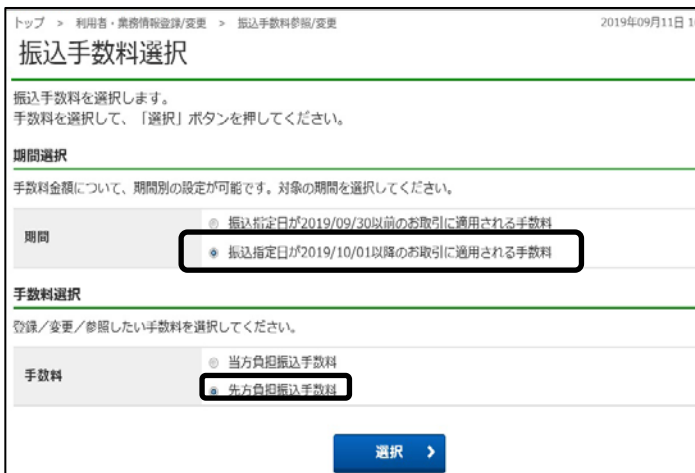 トップ > 利用者・業務情報登録/変更 > 振込手数料参照/変更
2019年09月11日
振込手数料選択
振込手数料を選択します。
手数料を選択して、「選択」ボタンを押してください。
期間選択
手数料金額について、期間別の設定が可能です。対象の期間を選択してください。
期間
振込指定日が2019/09/30以前のお取引に適用される手数料
振込指定日が2019/10/01以降のお取引に適用される手数料
手数料選択
登録／変更／参照したい手数料を選択してください。
手数料
当方負担振込手数料
先方負担振込手数料
選択 >